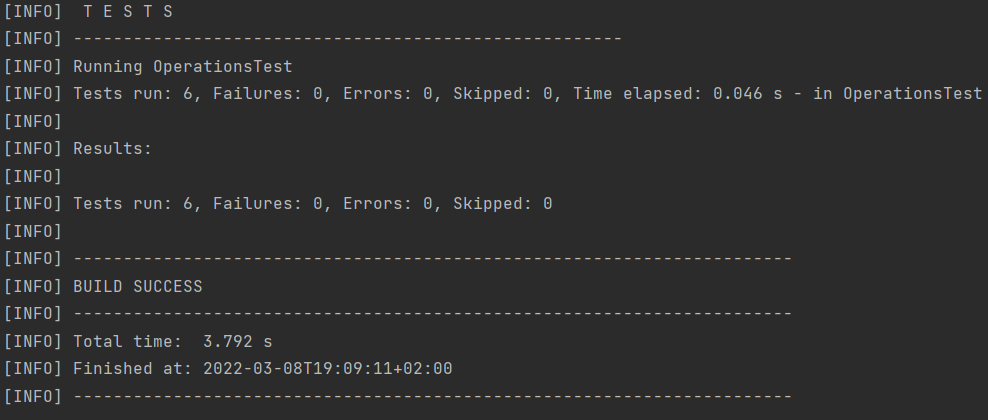 [INFO]  T E S T S
[INFO] -------------------------------------------------------
[INFO] Running OperationsTest
[INFO] Tests run: 6, Failures: 0, Errors: 0, Skipped: 0, Time elapsed: 0.046 s - in OperationsTest
[INFO]
[INFO] Results:
[INFO]
[INFO] Tests run: 6, Failures: 0, Errors: 0, Skipped: 0
[INFO]
[INFO] ------------------------------------------------------------------------
[INFO] BUILD SUCCESS
[INFO] ------------------------------------------------------------------------
[INFO] Total time:  3.792 s
[INFO] Finished at: 2022-03-08T19:09:11+02:00
[INFO] ------------------------------------------------------------------------